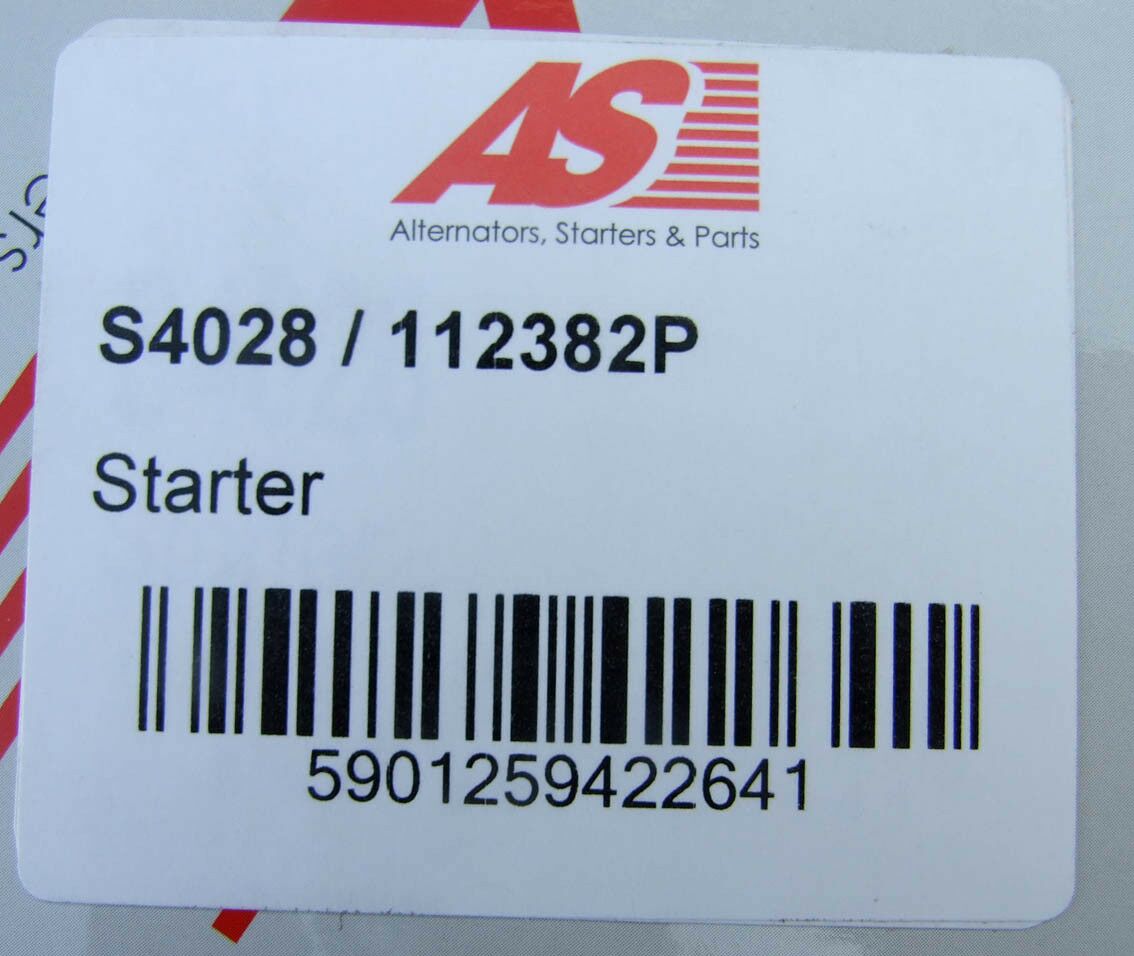 AS
Alternators, Starters & Parts
S4028 / 112382P
Starter
5901259422641